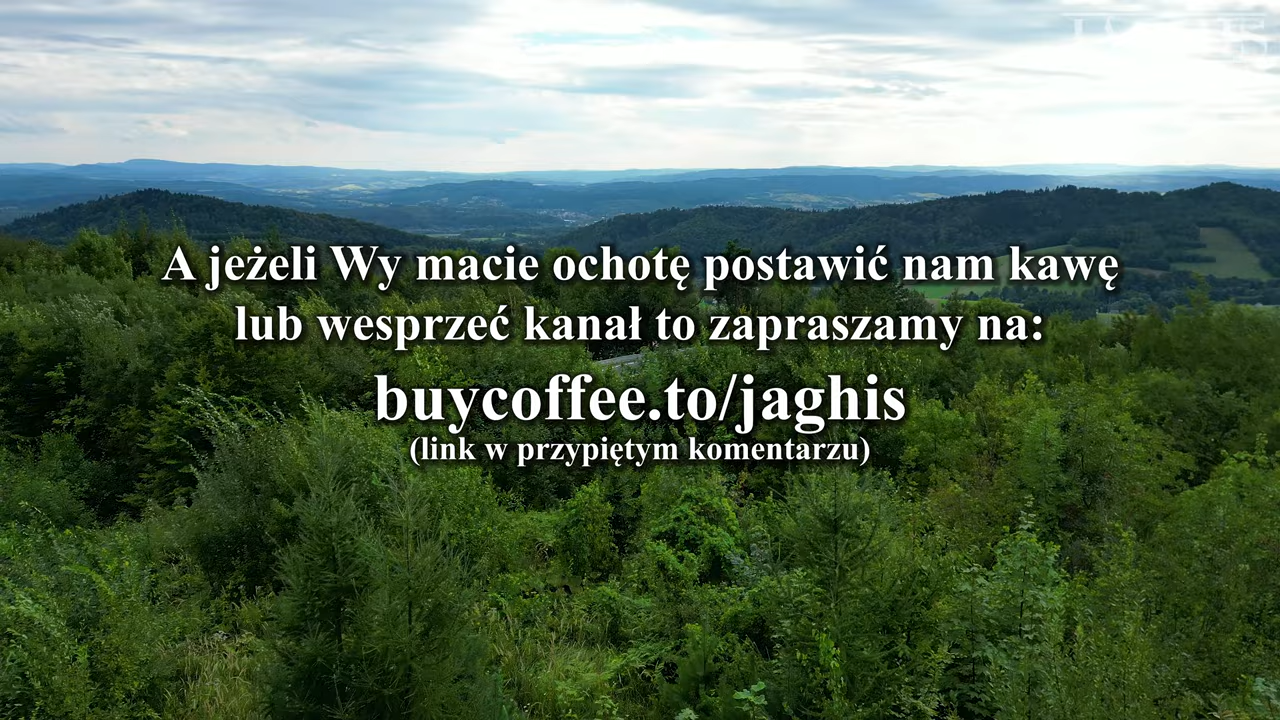 A jeżeli Wy macie ochotę postawić nam kawę
lub wesprzeć kanał to zapraszamy na:
buycoffee.to/jaghis
(link w przypiętym komentarzu)